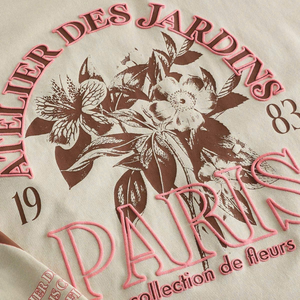 ATELIER DES JARDINS
19 83
PARIS
collection de fleurs